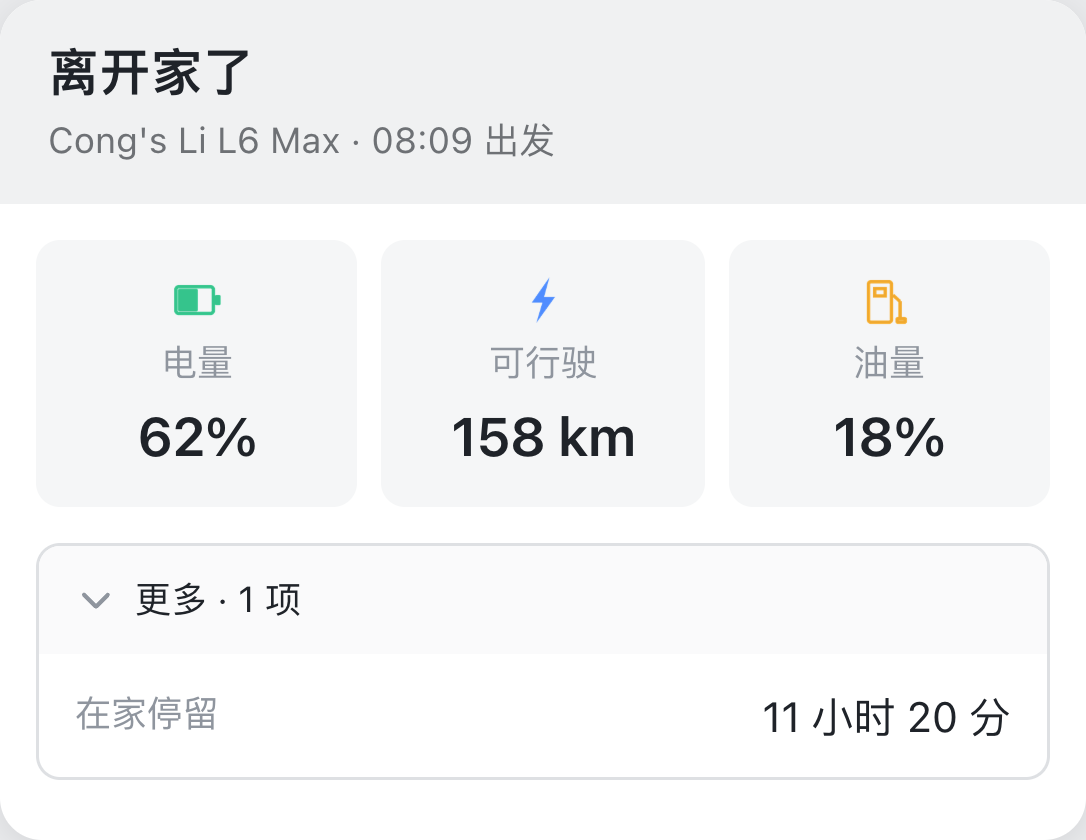 离开家了
Cong's Li L6 Max · 08:09 出发
电量
62%
可行驶
158 km
油量
18%
更多 · 1 项
在家停留
11 小时 20 分